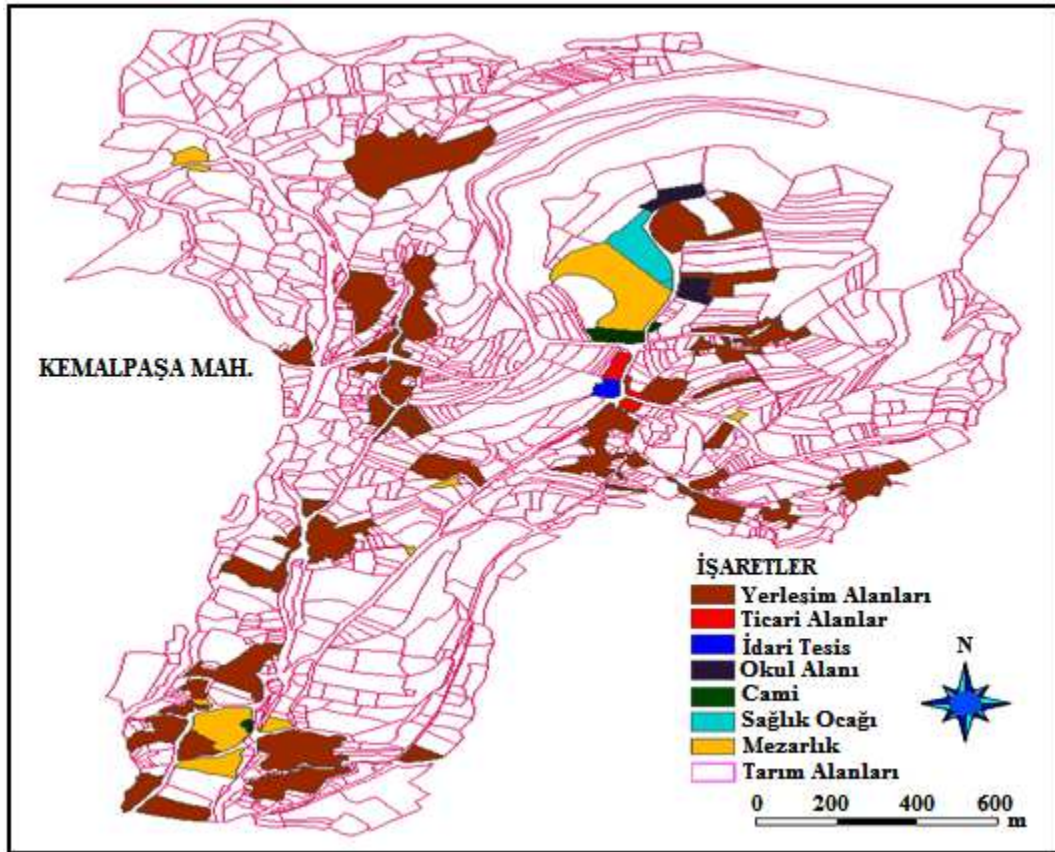 KEMALPAŞA MAH.
İŞARETLER
Yerleşim Alanları
Ticari Alanlar
İdari Tesis
Okul Alanı
Cami
Sağlık Ocağı
Mezarlık
Tarım Alanları
N
0 200 400 600
m